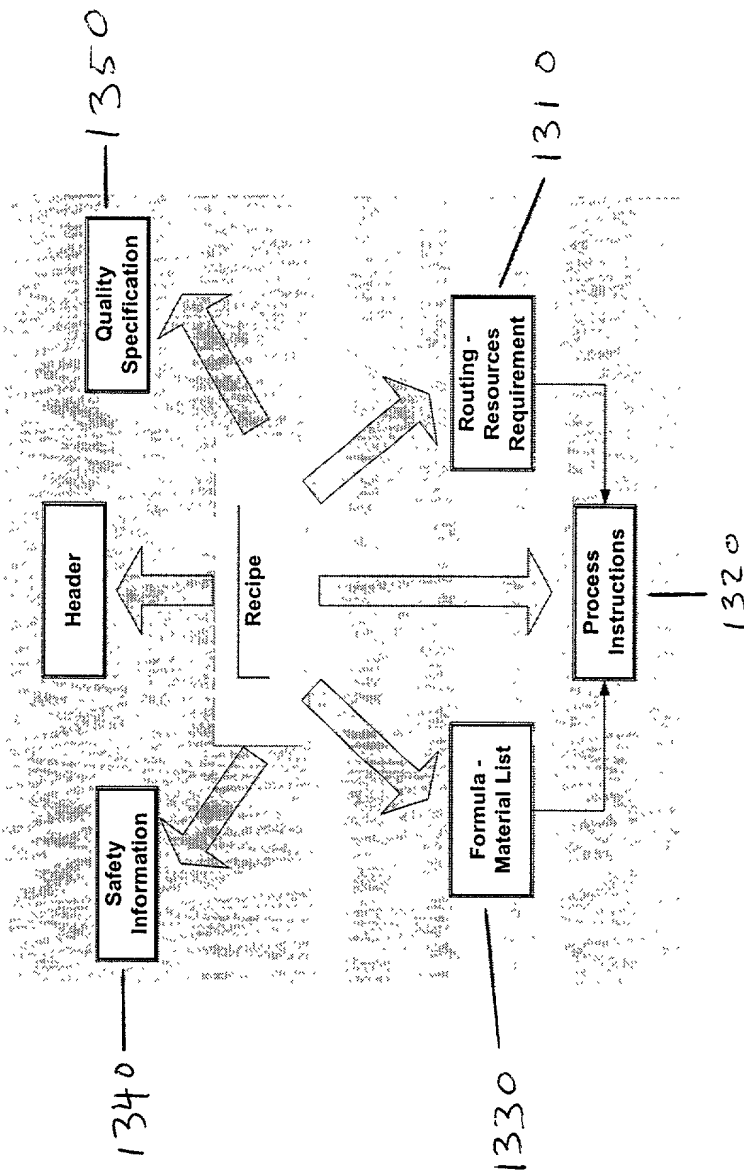 Header
Safety
Information
Quality
Specification
1340
1350
Recipe
Formula -
Material List
Routing -
Resources
Requirement
1330
1310
Process
Instructions
1320